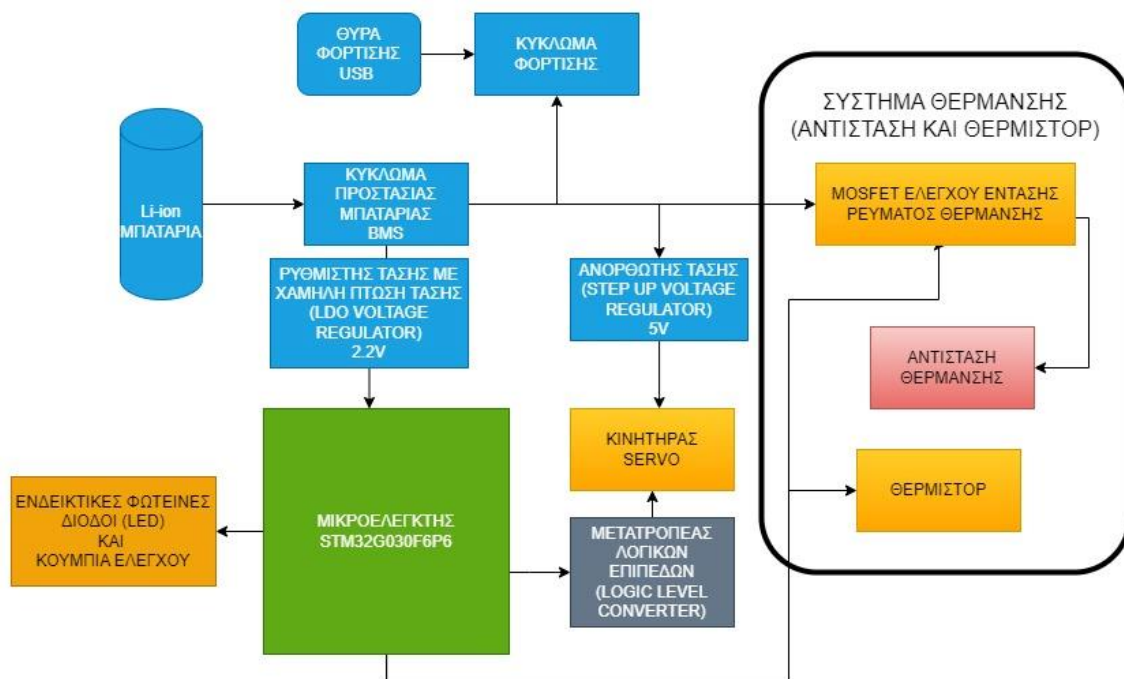 ΘΥΡΑ
ΦΟΡΤΙΣΗΣ
USB
ΚΥΚΛΩΜΑ
ΦΟΡΤΙΣΗΣ
ΣΥΣΤΗΜΑ ΘΕΡΜΑΝΣΗΣ
(ΑΝΤΙΣΤΑΣΗ ΚΑΙ ΘΕΡΜΙΣΤΟΡ)
Li-ion
ΜΠΑΤΑΡΙΑ
ΚΥΚΛΩΜΑ
ΠΡΟΣΤΑΣΙΑΣ
ΜΠΑΤΑΡΙΑΣ
BMS
MOSFET ΕΛΕΓΧΟΥ ΕΝΤΑΣΗΣ
ΡΕΥΜΑΤΟΣ ΘΕΡΜΑΝΣΗΣ
ΡΥΘΜΙΣΤΗΣ ΤΑΣΗΣ ΜΕ
ΧΑΜΗΛΗ ΠΤΩΣΗ ΤΑΣΗΣ
(LDO VOLTAGE
REGULATOR)
2.2V
ΑΝΟΡΘΩΤΗΣ ΤΑΣΗΣ
(STEP UP VOLTAGE
REGULATOR)
5V
ΑΝΤΙΣΤΑΣΗ
ΘΕΡΜΑΝΣΗΣ
ΚΙΝΗΤΗΡΑΣ
SERVO
ΘΕΡΜΙΣΤΟΡ
ΕΝΔΕΙΚΤΙΚΕΣ ΦΩΤΕΙΝΕΣ
ΔΙΟΔΟΙ (LED)
ΚΑΙ
ΚΟΥΜΠΙΑ ΕΛΕΓΧΟΥ
ΜΙΚΡΟΕΛΕΓΚΤΗΣ
STM32G030F6P6
ΜΕΤΑΤΡΟΠΕΑΣ
ΛΟΓΙΚΩΝ
ΕΠΙΠΕΔΩΝ
(LOGIC LEVEL
CONVERTER)